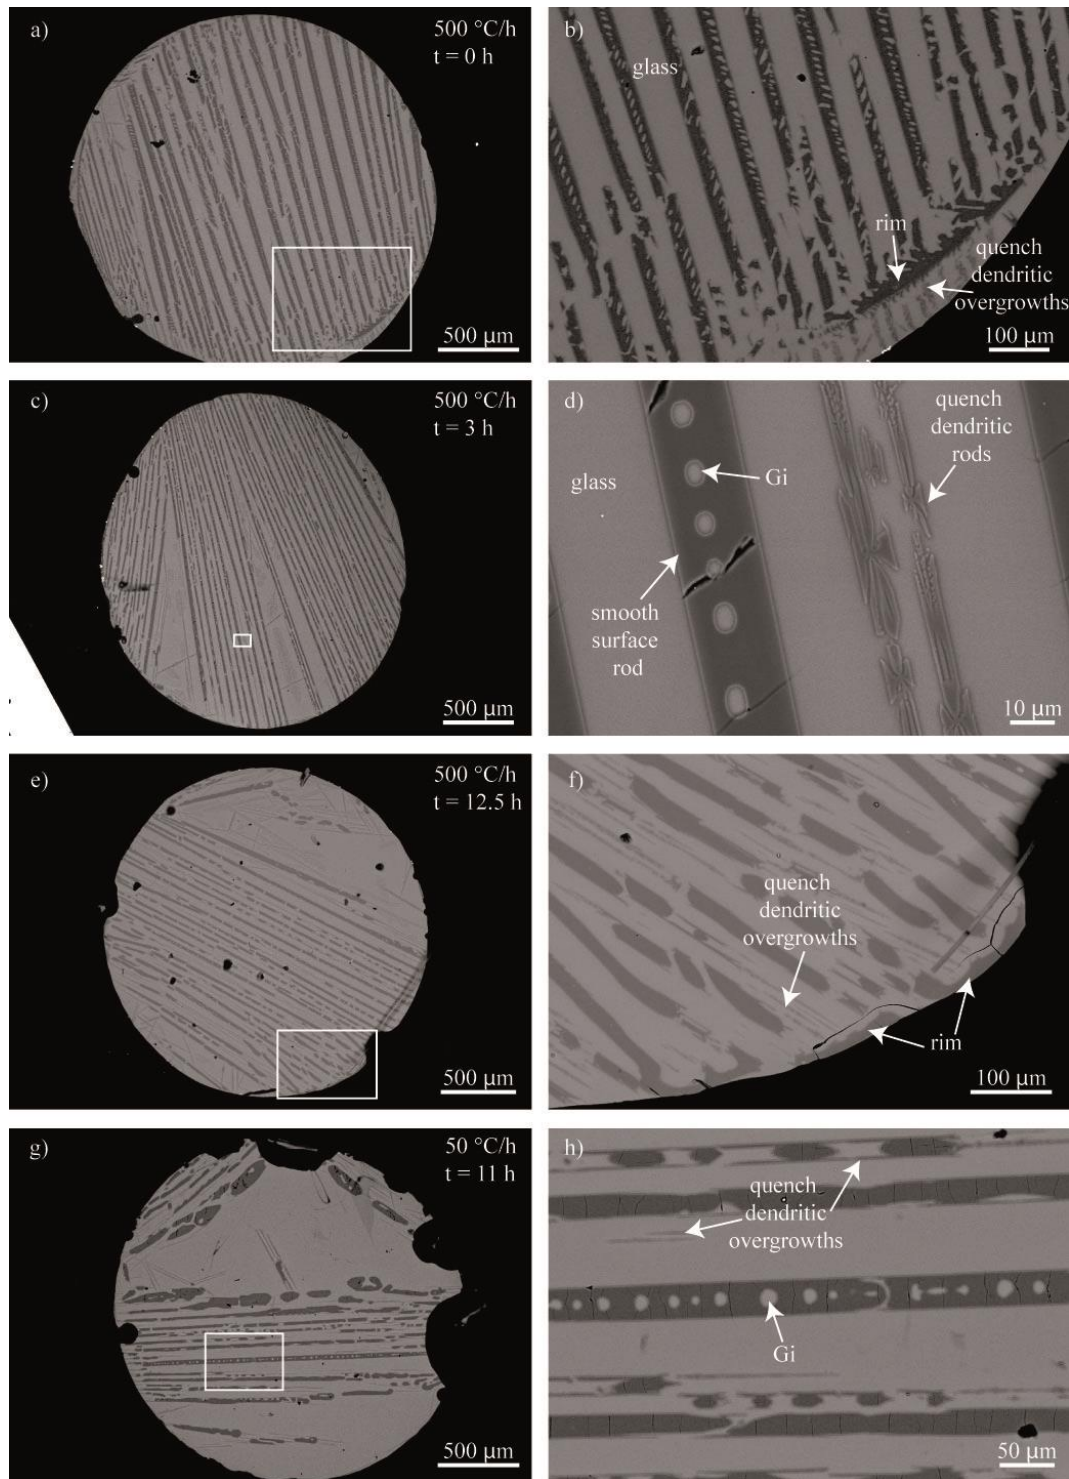 a)
500 °C/h
t = 0 h
500 µm
b)
glass
rim
quench
dendritic
overgrowths
100 µm
c)
500 °C/h
t = 3 h
500 µm
d)
quench
dendritic
rods
glass
Gi
smooth
surface
rod
10 µm
e)
500 °C/h
t = 12.5 h
500 µm
f)
quench
dendritic
overgrowths
rim
100 µm
g)
50 °C/h
t = 11 h
500 µm
h)
quench
dendritic
overgrowths
Gi
50 µm